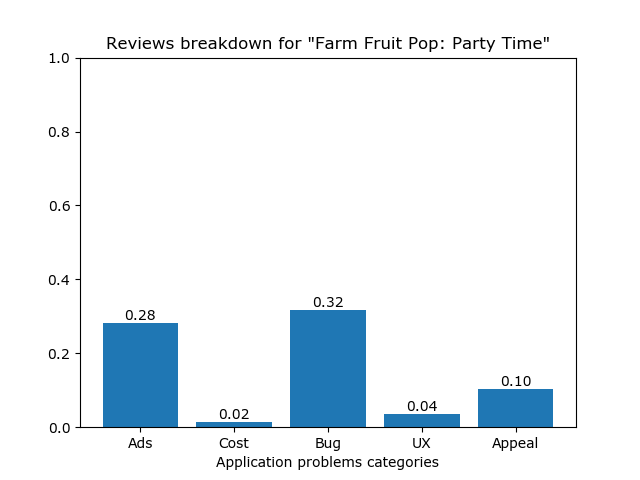 Reviews breakdown for "Farm Fruit Pop: Party Time"
1.0
0.8
0.6
0.4
0.2
0.0
0.28
0.02
0.32
0.04
0.10
Ads
Cost
Bug
UX
Appeal
Application problems categories